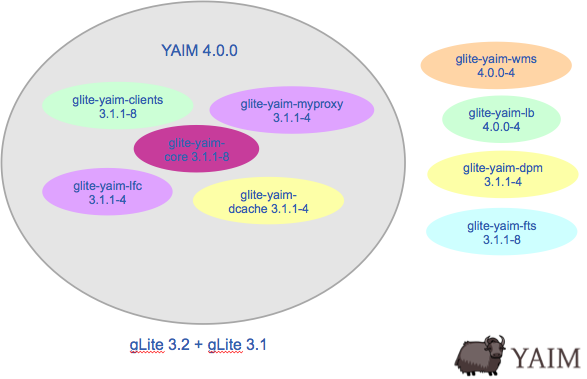 YAIM 4.0.0
glite-yaim-clients
3.1.1-8
glite-yaim-myproxy
3.1.1-4
glite-yaim-
core 3.1.1-8
glite-yaim-lfc
3.1.1-4
glite-yaim-
dcache 3.1.1-4
glite-yaim-wms
4.0.0-4
glite-yaim-lb
4.0.0-4
glite-yaim-dpm
3.1.1-4
glite-yaim-fts
3.1.1-8
gLite 3.2 + gLite 3.1
YAIM